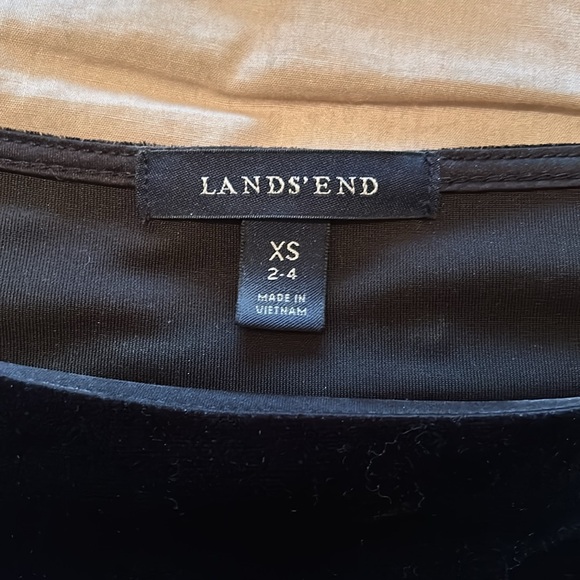 LANDS'END
XS
2-4
MADE IN
VIETNAM